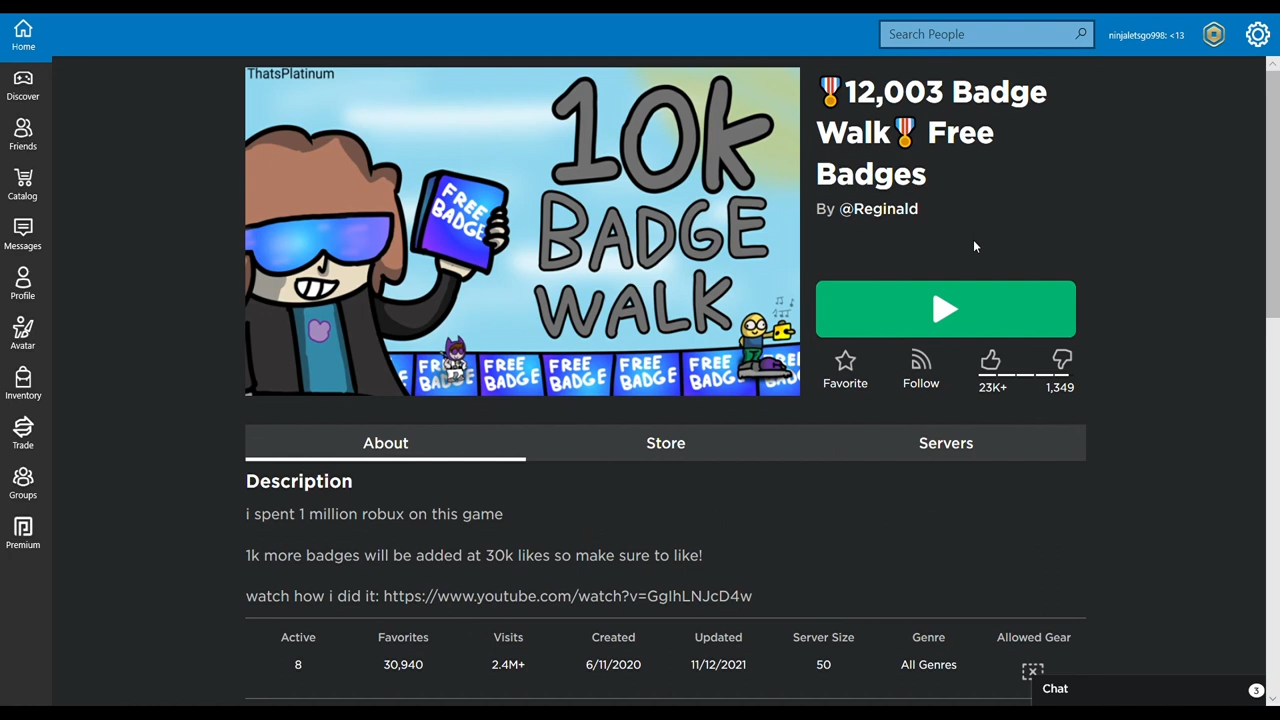 Home
Search People
ninjaletsgo998: <13
Discover
Friends
Catalog
Messages
Profile
Avatar
Inventory
Trade
Groups
Premium
ThatsPlatinum
10k
BADGE
WALK
FREE
BADGE
FREE BADGE
FREE BADGE
FREE BADGE
FREE BADGE
FREE BADGE
FREE
🎖12,003 Badge
Walk🎖 Free
Badges
By @Reginald
Favorite
Follow
23K+
1,349
About Store Servers
Description
i spent 1 million robux on this game
1k more badges will be added at 30k likes so make sure to like!
watch how i did it: https://www.youtube.com/watch?v=GgIhLNJcD4w
Active Favorites Visits Created Updated Server Size Genre Allowed Gear
8 30,940 2.4M+ 6/11/2020 11/12/2021 50 All Genres
Chat 3